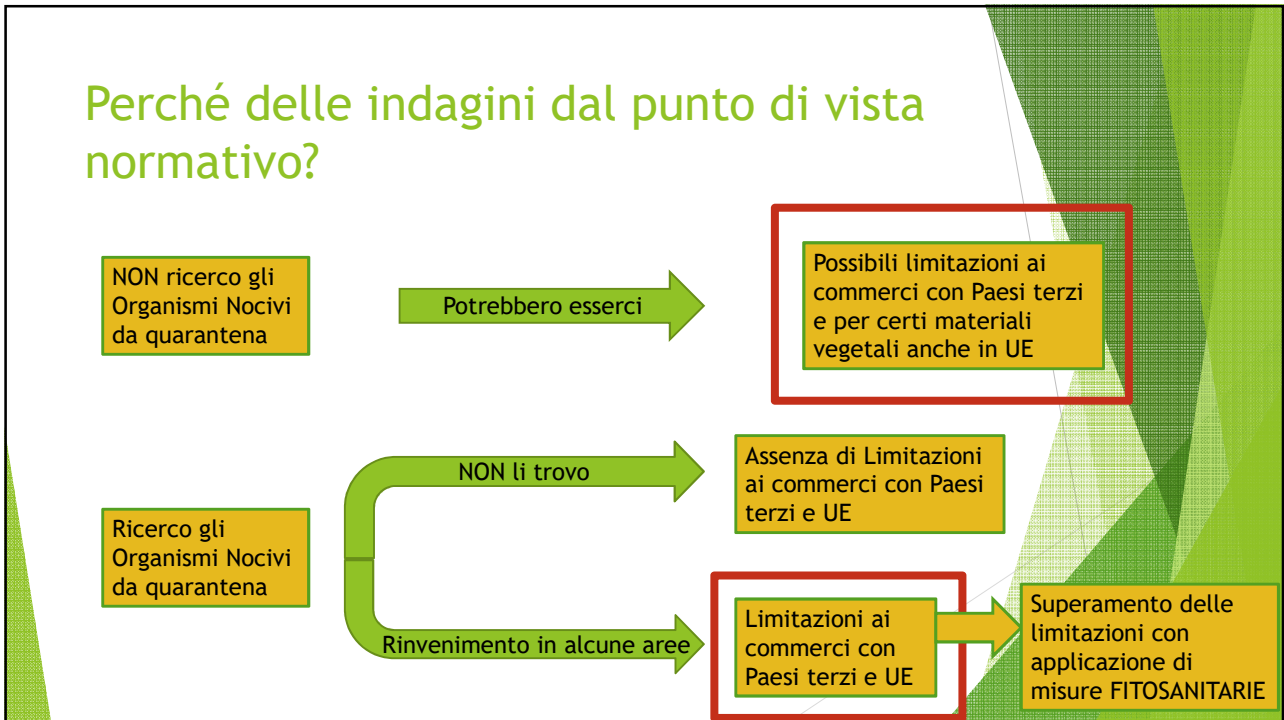 Perché delle indagini dal punto di vista
normativo?
NON ricerco gli
Organismi Nocivi
da quarantena
Potrebbero esserci
Possibili limitazioni ai
commerci con Paesi terzi
e per certi materiali
vegetali anche in UE
Ricerco gli
Organismi Nocivi
da quarantena
NON li trovo
Assenza di Limitazioni
ai commerci con Paesi
terzi e UE
Rinvenimento in alcune aree
Limitazioni ai
commerci con
Paesi terzi e UE
Superamento delle
limitazioni con
applicazione di
misure FITOSANITARIE